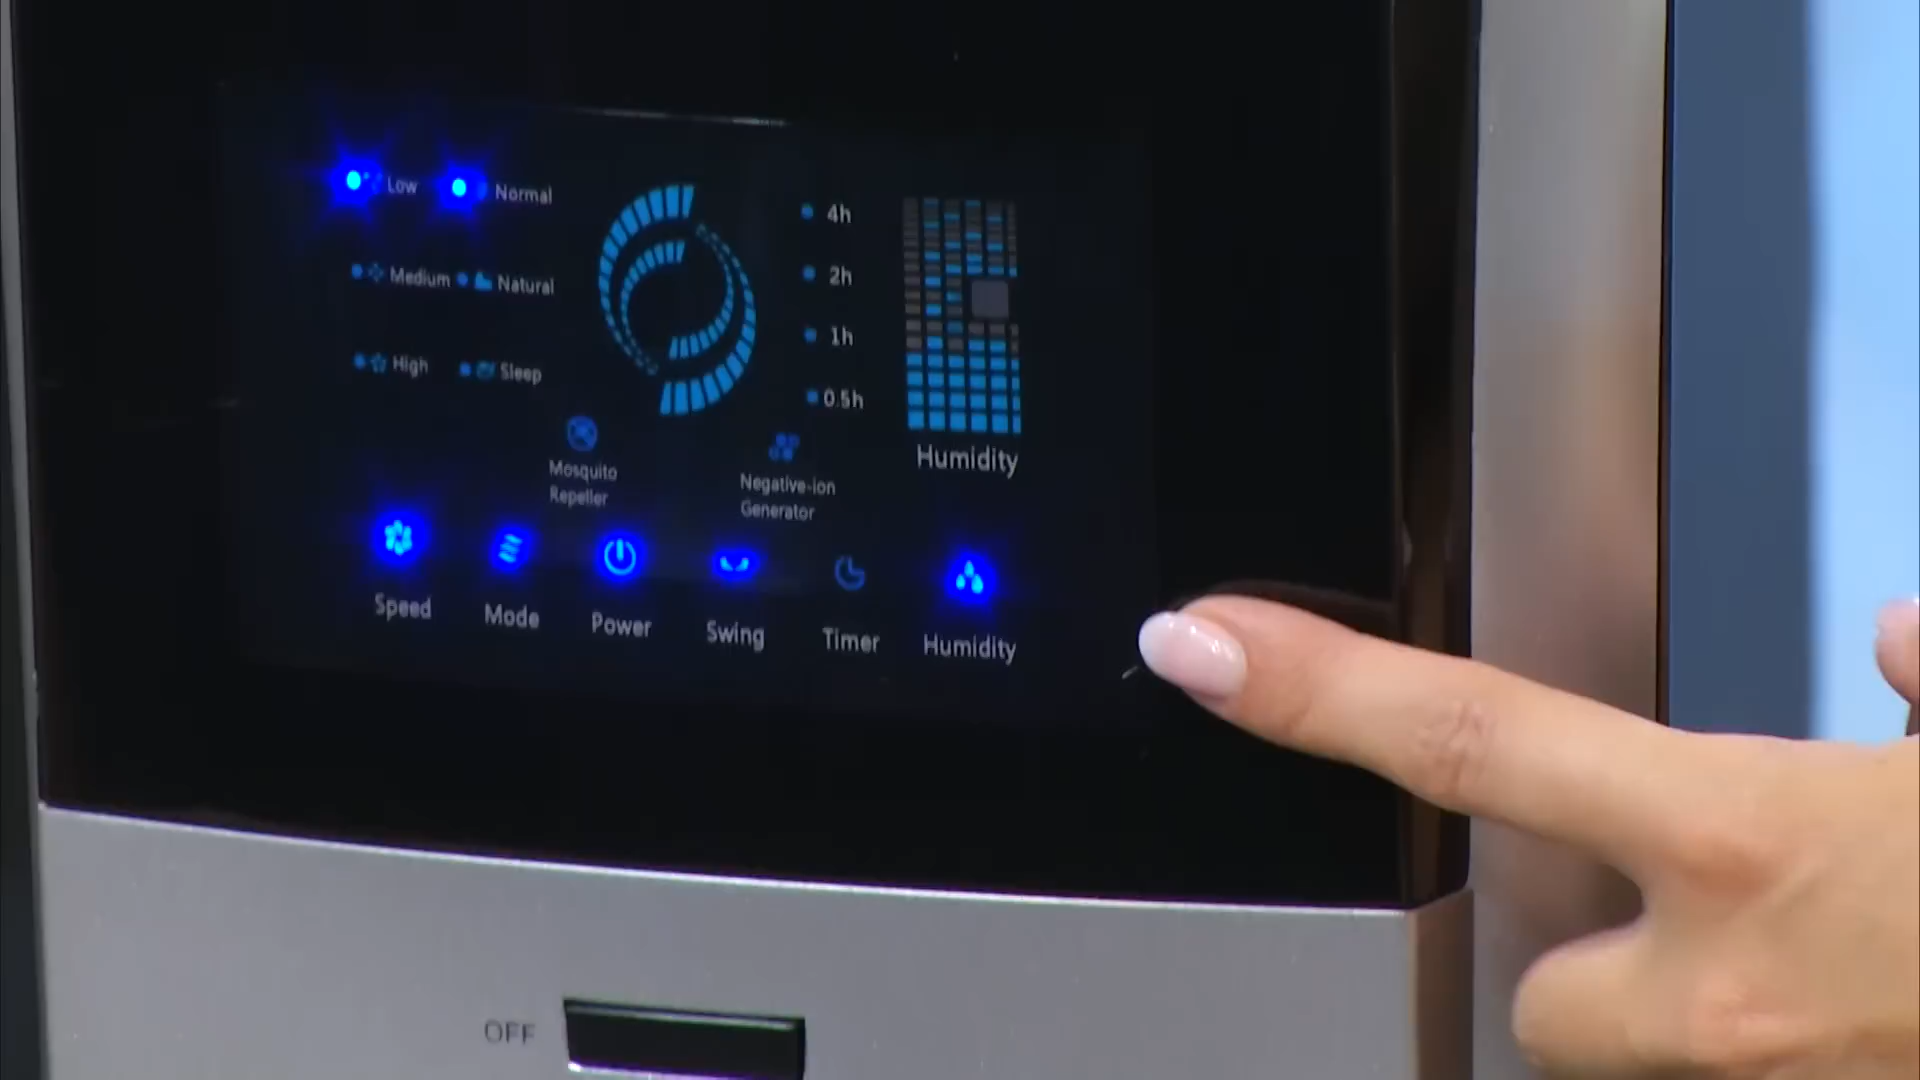 Low Normal
Medium Natural
High Sleep
4h
2h
1h
0.5h
Humidity
Mosquito
Repeller
Negative-ion
Generator
Speed Mode Power Swing Timer Humidity
OFF